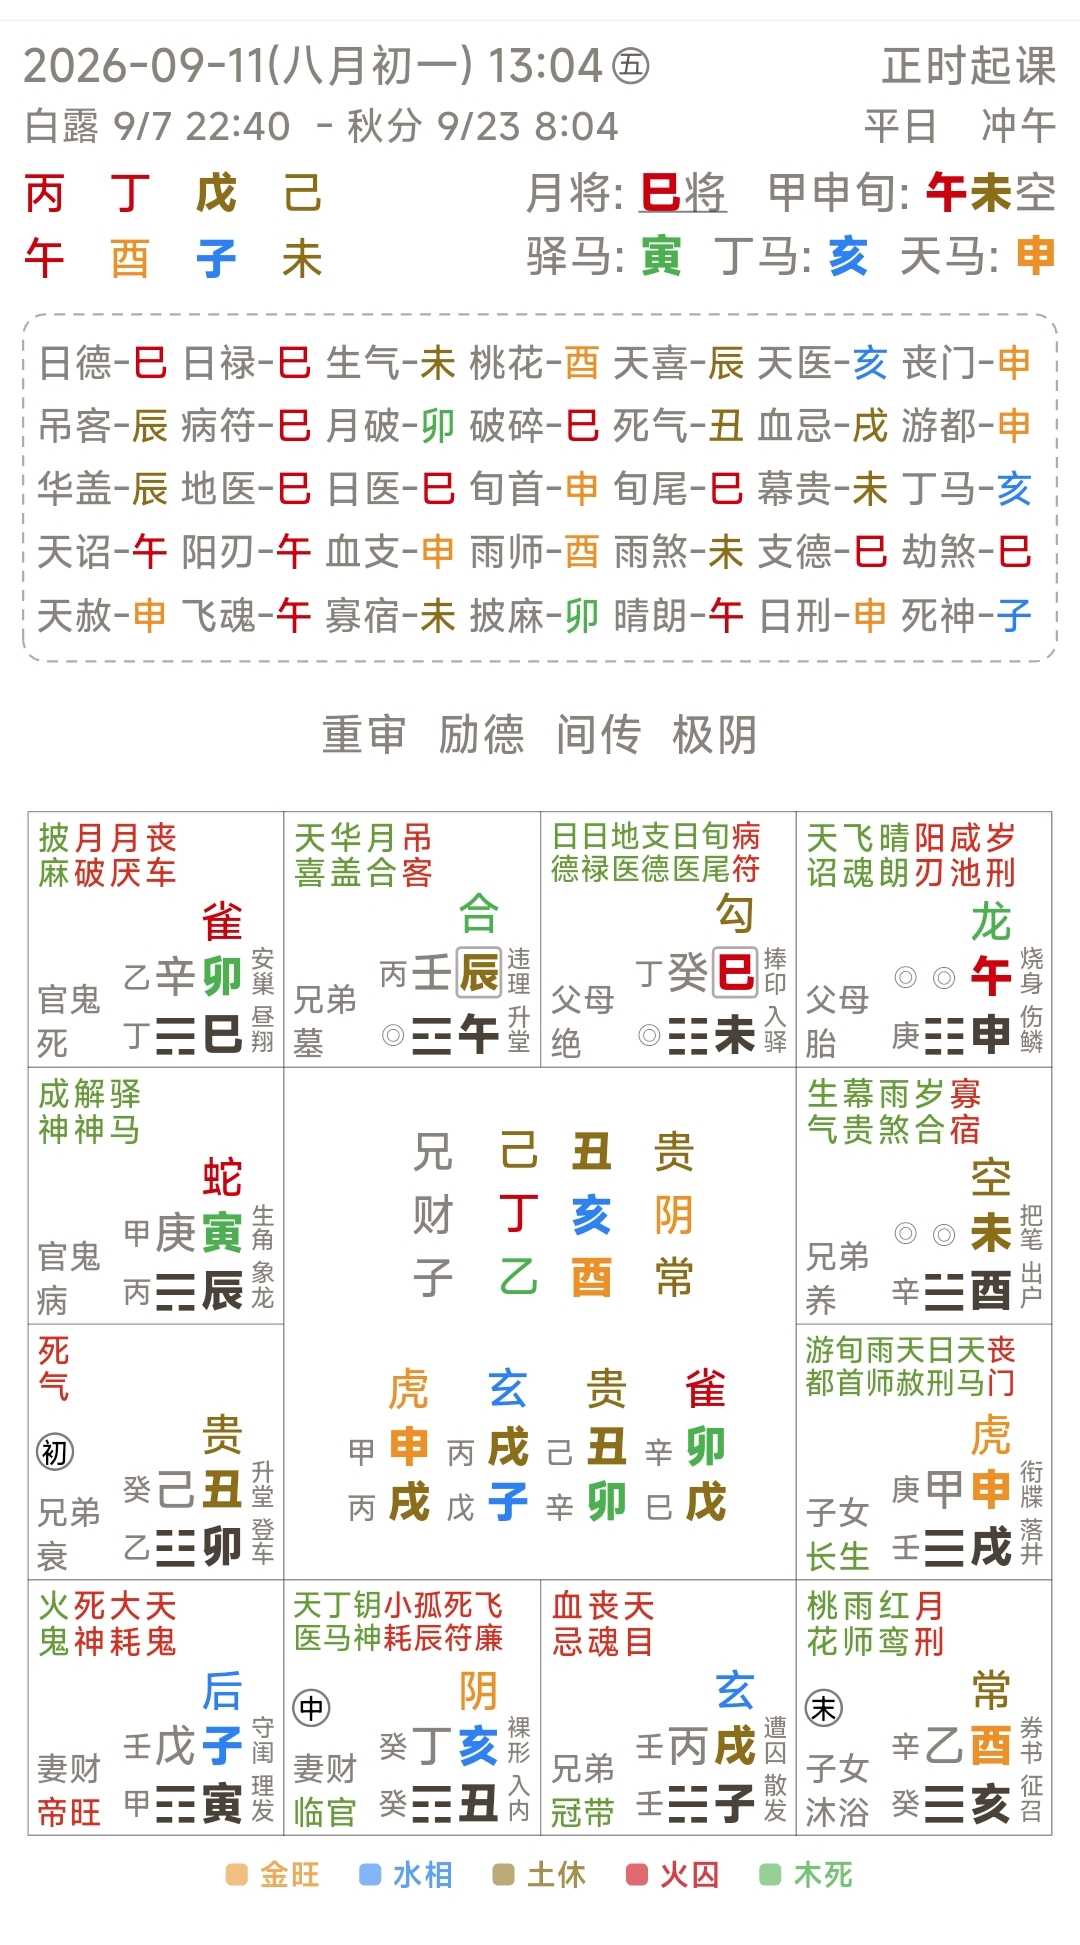 2026-09-11(八月初一) 13:04㊄ 正时起课
白露 9/7 22:40 - 秋分 9/23 8:04 平日 冲午
丙 丁 戊 己 月将: 巳将 甲申旬: 午未空
午 酉 子 未 驿马: 寅 丁马: 亥 天马: 申
日德-巳 日禄-巳 生气-未 桃花-酉 天喜-辰 天医-亥 丧门-申
吊客-辰 病符-巳 月破-卯 破碎-巳 死气-丑 血忌-戌 游都-申
华盖-辰 地医-巳 日医-巳 旬首-申 旬尾-巳 幕贵-未 丁马-亥
天诏-午 阳刃-午 血支-申 雨师-酉 雨煞-未 支德-巳 劫煞-巳
天赦-申 飞魂-午 寡宿-未 披麻-卯 晴朗-午 日刑-申 死神-子
重审 励德 间传 极阴
披月月丧
麻破厌车
雀
乙辛卯 安巢
官鬼
死
丁☴巳 昼翔
天华月吊
喜盖合客
合
丙壬辰 违理
兄弟
墓
◎☲午 升堂
日日地支日旬病
德禄医德医尾符
勾
丁癸巳 捧印
父母
绝
◎☷未 入驿
天飞晴阳咸岁
诏魂朗刃池刑
龙
◎◎午 烧身
父母
胎
庚☷申 伤鳞
成解驿
神神马
蛇
甲庚寅 生角
官鬼
病
丙☴辰 象龙
兄 己 丑 贵
财 丁 亥 阴
子 乙 酉 常
虎 玄 贵 雀
甲申 丙戌 己丑 辛卯
丙戌 戊子 辛卯 巳戊
生幕雨岁寡
气贵煞合宿
空
◎◎未 把笔
兄弟
养
辛☱酉 出户
死
气
初
贵
癸己丑 升堂
兄弟
衰
乙☳卯 登车
游旬雨天日天丧
都首师赦刑马门
虎
庚甲申 衔牒
子女
长生
壬☰戌 落井
火死大天
鬼神耗鬼
后
壬戊子 守闺
妻财
帝旺
甲☶寅 理发
天丁钥小孤死飞
医马神耗辰符廉
中
阴
癸丁亥 裸形
妻财
临官
癸☶丑 入内
血丧天
忌魂目
玄
壬丙戌 遭囚
兄弟
冠带
壬☵子 散发
桃雨红月
花师鸾刑
末
常
辛乙酉 券书
子女
沐浴
癸☰亥 征召
金旺 水相 土休 火囚 木死